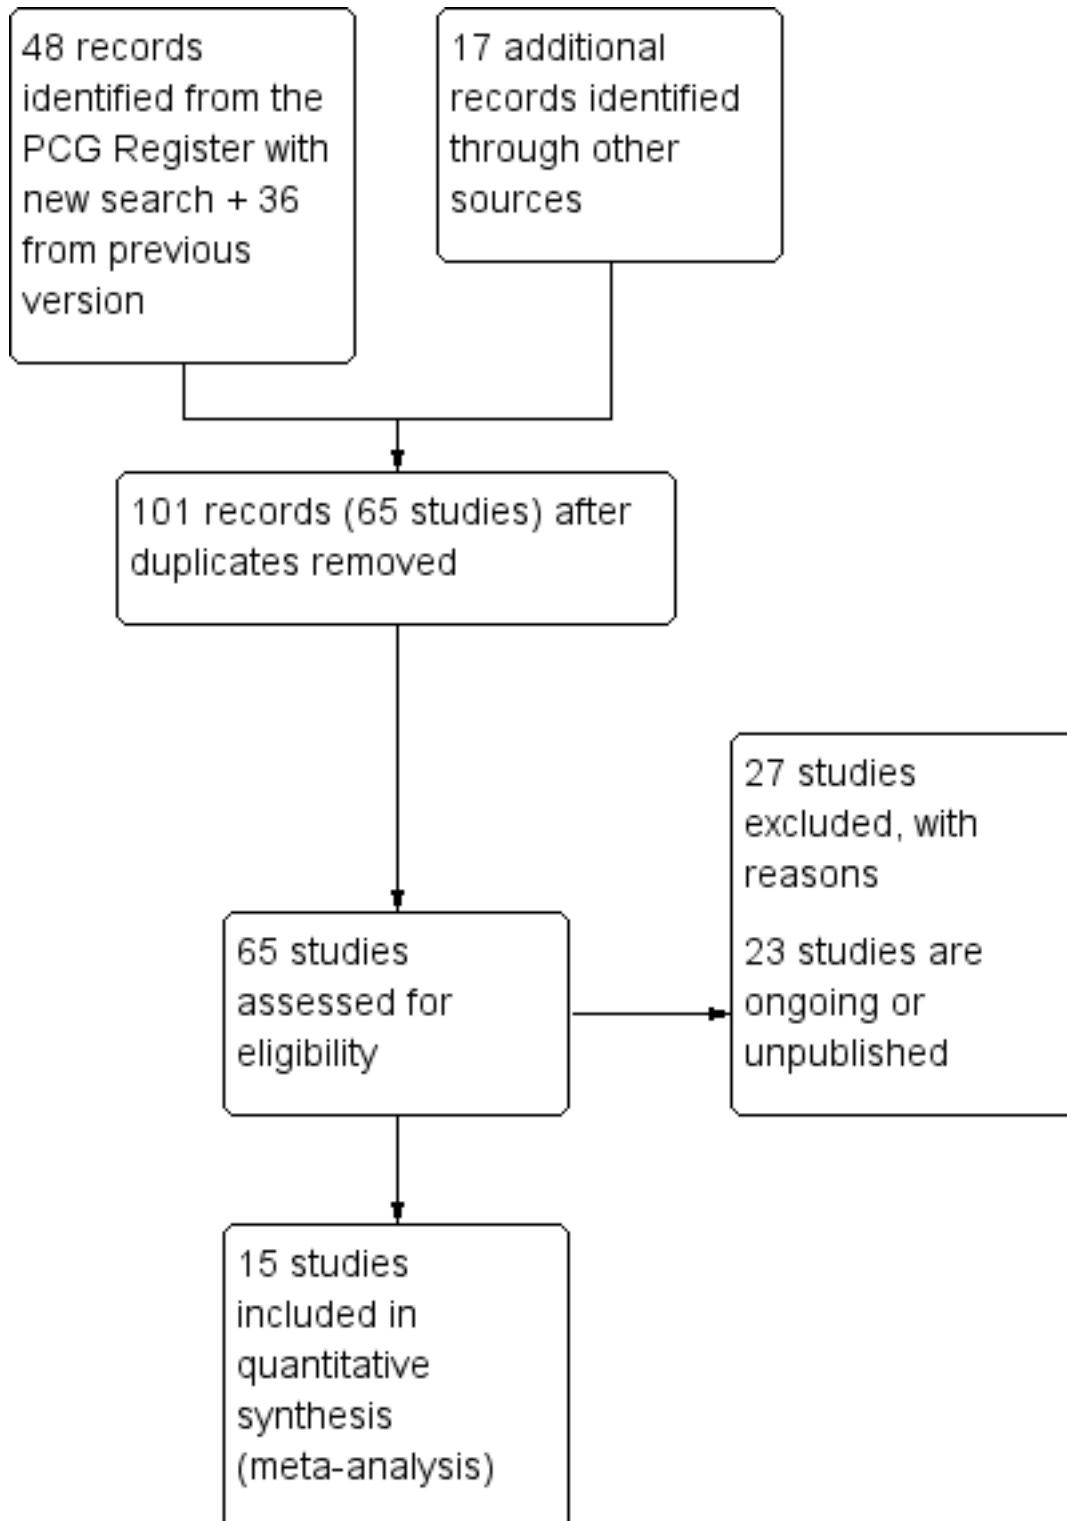 48 records
identified from the
PCG Register with
new search + 36
from previous
version
17 additional
records identified
through other
sources
101 records (65 studies) after
duplicates removed
27 studies
excluded, with
reasons
23 studies are
ongoing or
unpublished
65 studies
assessed for
eligibility
15 studies
included in
quantitative
synthesis
(meta-analysis)